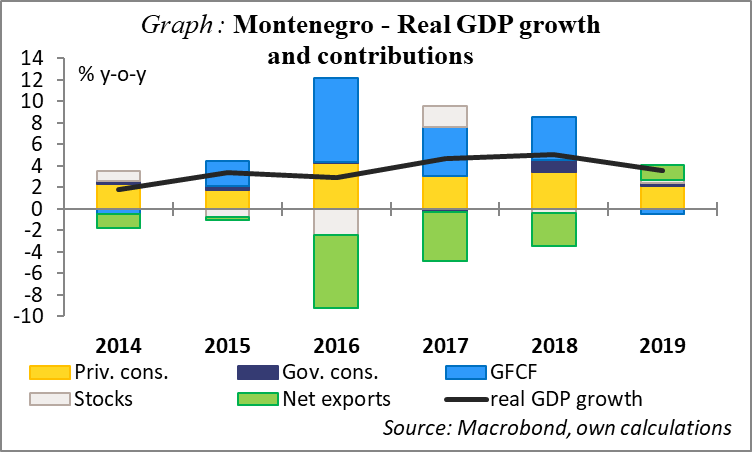 Graph : Montenegro - Real GDP growth
and contributions
% y-o-y
14
12
10
8
6
4
2
0
-2
-4
-6
-8
-10
2014 2015 2016 2017 2018 2019
Priv. cons. Gov. cons. GFCF
Stocks Net exports real GDP growth
Source: Macrobond, own calculations